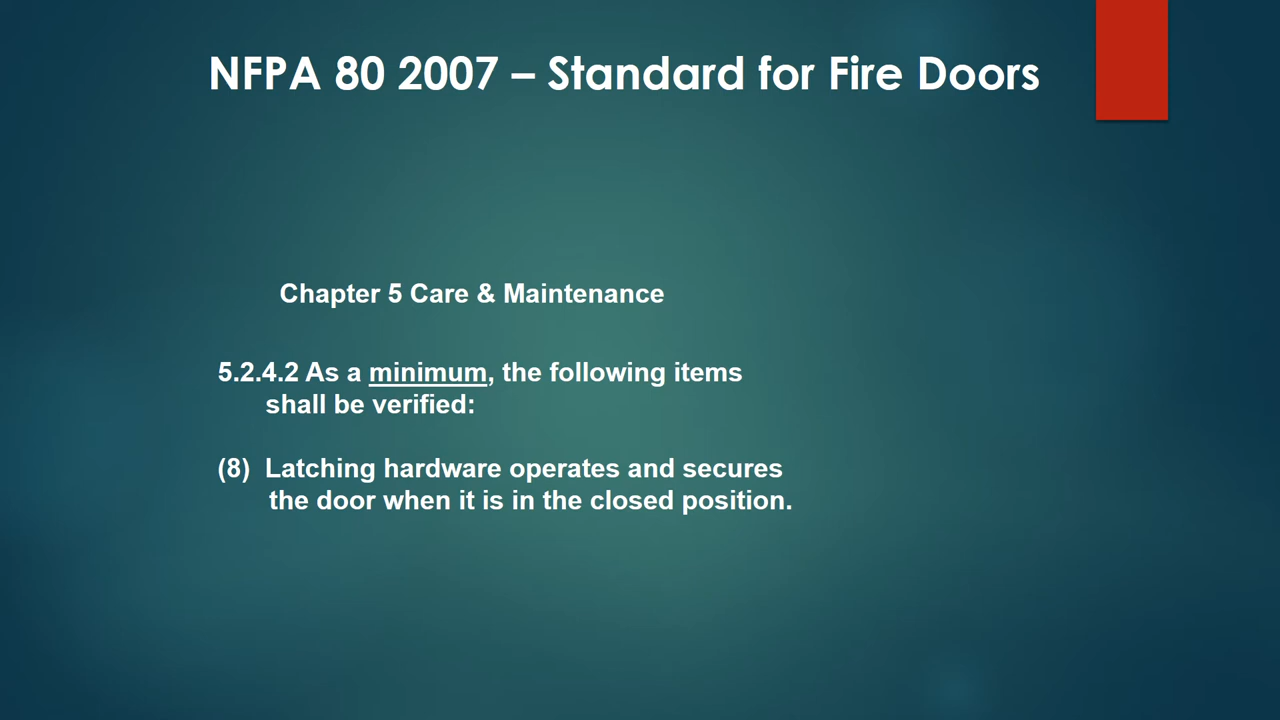 NFPA 80 2007 – Standard for Fire Doors
Chapter 5 Care & Maintenance
5.2.4.2 As a minimum, the following items
shall be verified:
(8) Latching hardware operates and secures
the door when it is in the closed position.